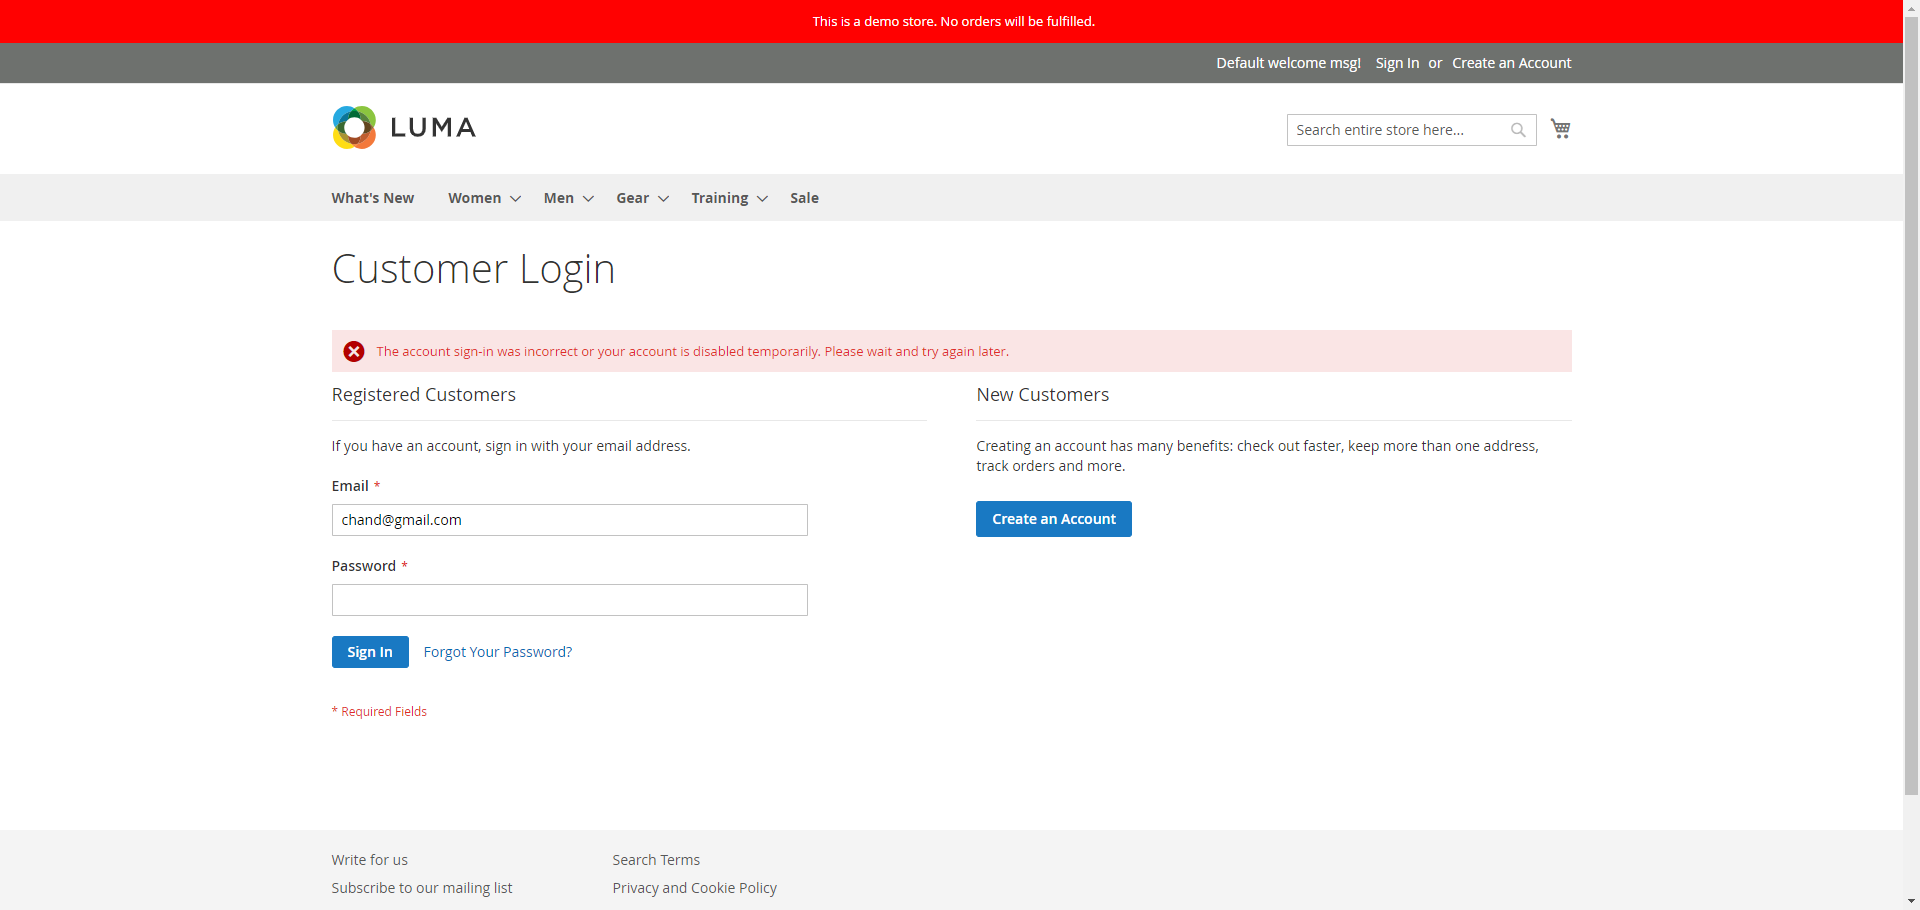 This is a demo store. No orders will be fulfilled.
Default welcome msg! Sign In or Create an Account
LUMA
Search entire store here...
What's New Women Men Gear Training Sale
Customer Login
The account sign-in was incorrect or your account is disabled temporarily. Please wait and try again later.
Registered Customers
If you have an account, sign in with your email address.
Email *
chand@gmail.com
Password *
Sign In Forgot Your Password?
* Required Fields
New Customers
Creating an account has many benefits: check out faster, keep more than one address,
track orders and more.
Create an Account
Write for us
Subscribe to our mailing list
Search Terms
Privacy and Cookie Policy